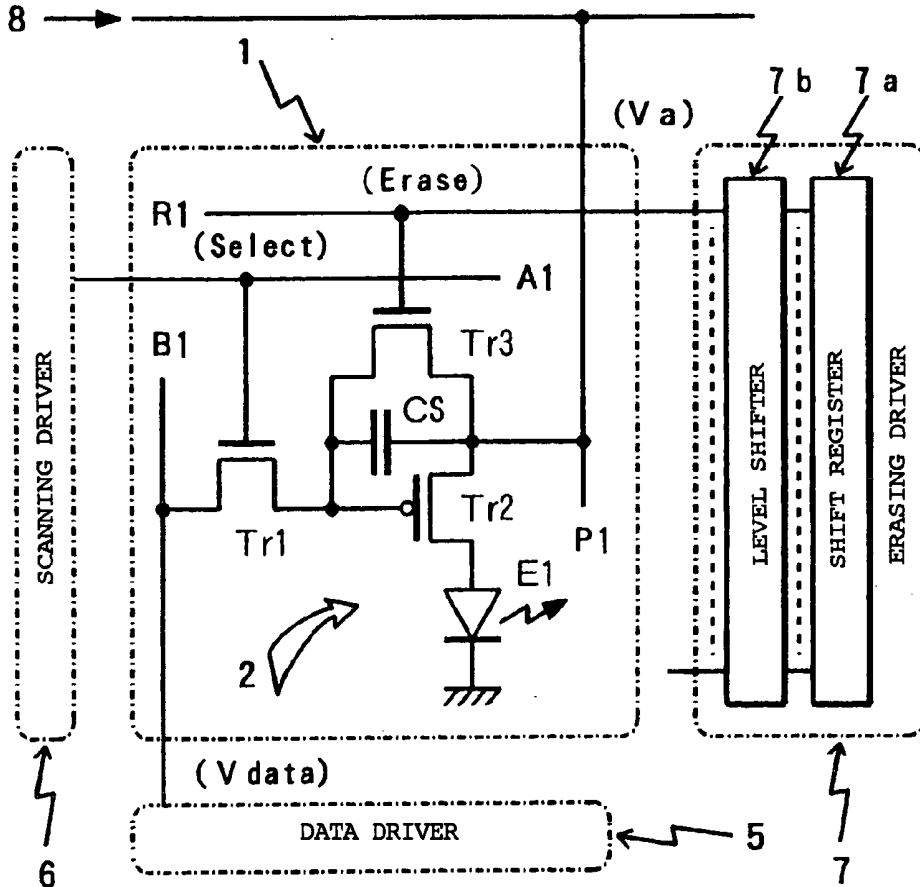 8
1
7b
7a
(Va)
(Erase)
R1
(Select)
A1
B1
Tr3
CS
Tr2
Tr1
P1
E1
2
SCANNING DRIVER
LEVEL SHIFTER
SHIFT REGISTER
ERASING DRIVER
(Vdata)
DATA DRIVER
5
6
7